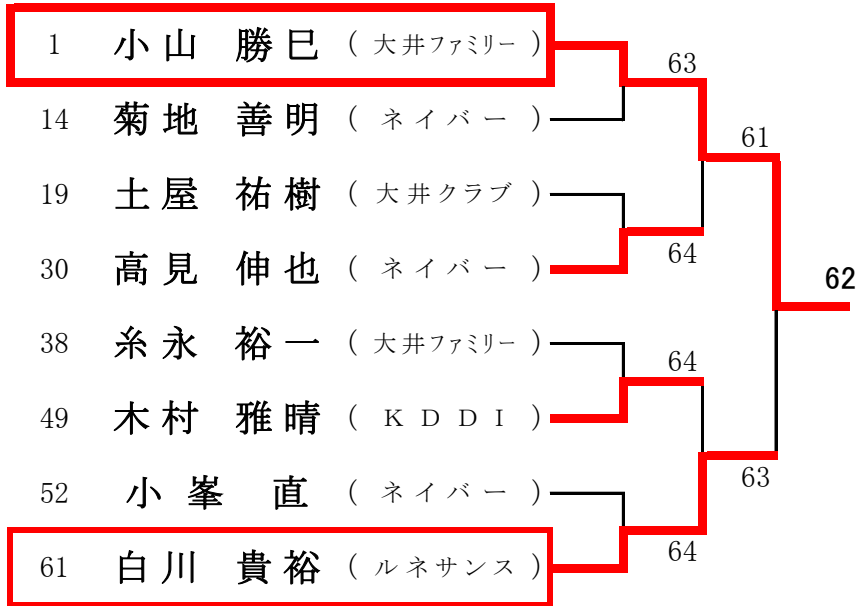 1 小山 勝巳 (大井ファミリー)
63
14 菊地 善明 (ネイバー)
61
19 土屋 祐樹 (大井クラブ)
64
30 高見 伸也 (ネイバー)
62
38 糸永 裕一 (大井ファミリー)
64
49 木村 雅晴 (KDDI)
63
52 小峯 直 (ネイバー)
64
61 白川 貴裕 (ルネサンス)